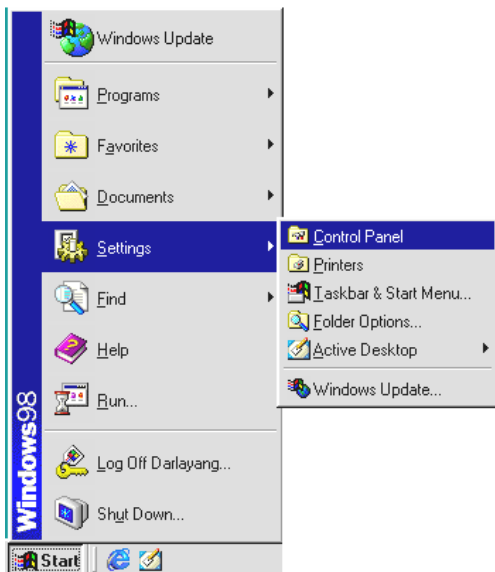 Windows Update
Programs
Favorites
Documents
Settings
Control Panel
Printers
Taskbar & Start Menu...
Folder Options...
Active Desktop
Windows Update...
Find
Help
Run...
Log Off Darlayang...
Shut Down...
Windows98
Start